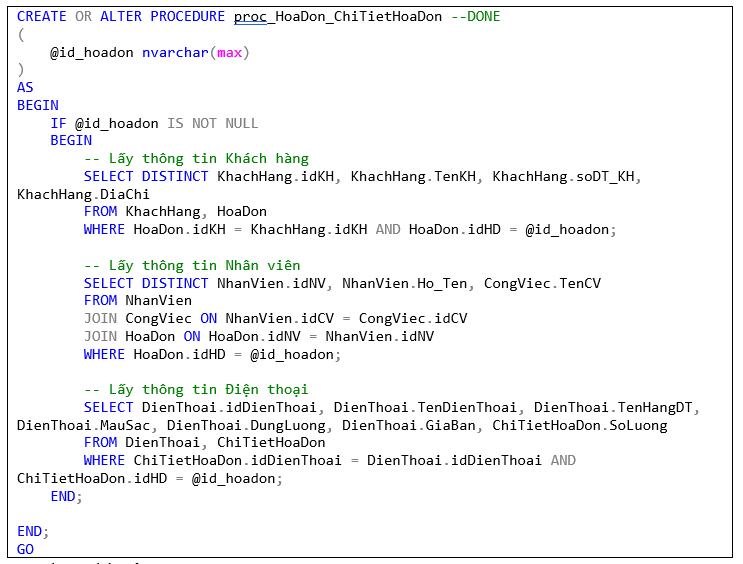 CREATE OR ALTER PROCEDURE proc_HoaDon_ChiTietHoaDon --DONE
(
    @id_hoadon nvarchar(max)
)
AS
BEGIN
    IF @id_hoadon IS NOT NULL
    BEGIN
        -- Lấy thông tin Khách hàng
        SELECT DISTINCT KhachHang.idKH, KhachHang.TenKH, KhachHang.soDT_KH,
KhachHang.DiaChi
        FROM KhachHang, HoaDon
        WHERE HoaDon.idKH = KhachHang.idKH AND HoaDon.idHD = @id_hoadon;

        -- Lấy thông tin Nhân viên
        SELECT DISTINCT NhanVien.idNV, NhanVien.Ho_Ten, CongViec.TenCV
        FROM NhanVien
        JOIN CongViec ON NhanVien.idCV = CongViec.idCV
        JOIN HoaDon ON HoaDon.idNV = NhanVien.idNV
        WHERE HoaDon.idHD = @id_hoadon;

        -- Lấy thông tin Điện thoại
        SELECT DienThoai.idDienThoai, DienThoai.TenDienThoai, DienThoai.TenHangDT,
DienThoai.MauSac, DienThoai.DungLuong, DienThoai.GiaBan, ChiTietHoaDon.SoLuong
        FROM DienThoai, ChiTietHoaDon
        WHERE ChiTietHoaDon.idDienThoai = DienThoai.idDienThoai AND
ChiTietHoaDon.idHD = @id_hoadon;
    END;

END;
GO